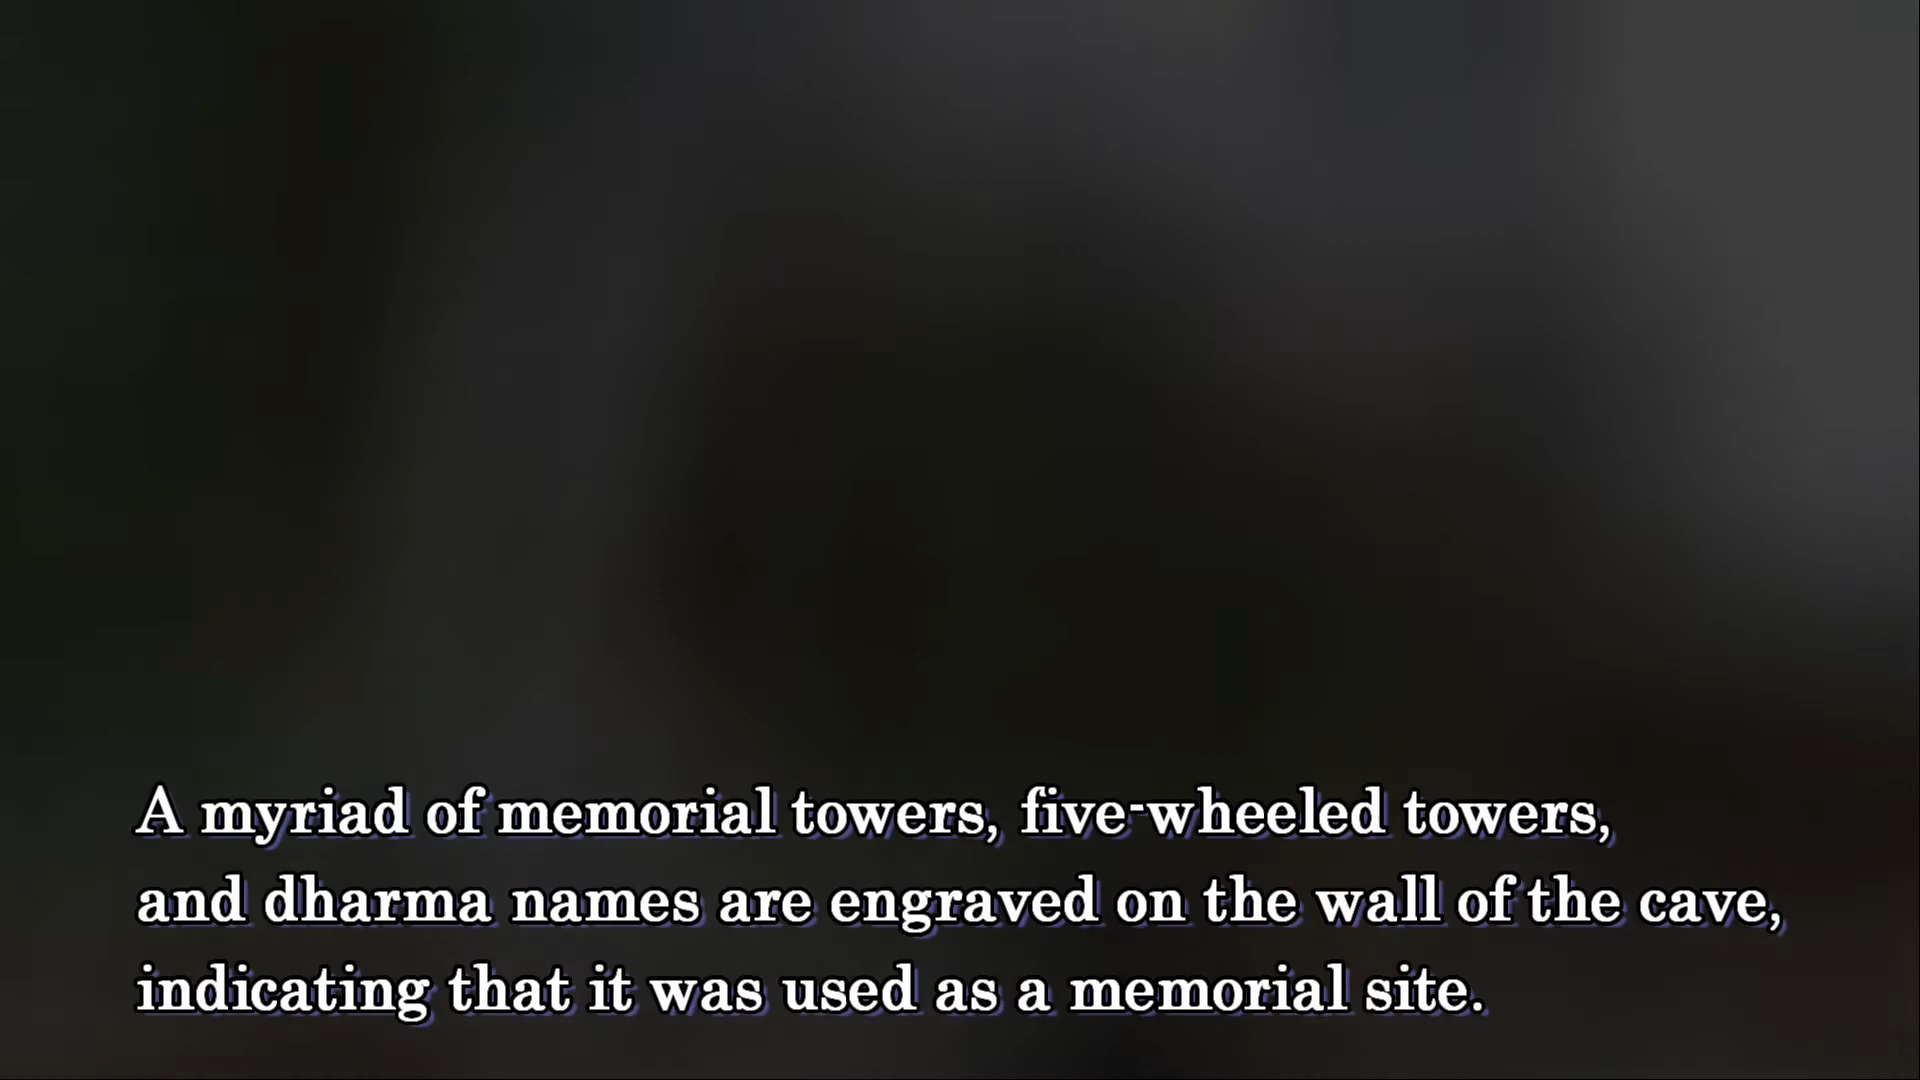 A myriad of memorial towers, five-wheeled towers,
and dharma names are engraved on the wall of the cave,
indicating that it was used as a memorial site.